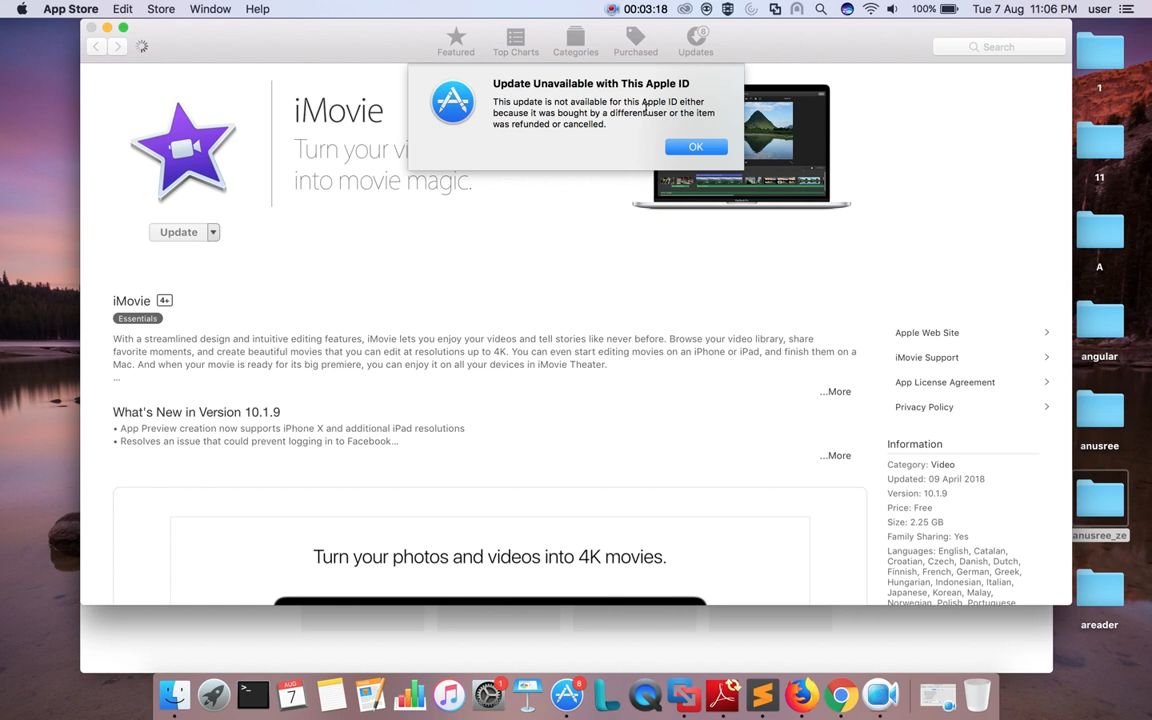 App Store Edit Store Window Help 00:03:18 100% Tue 7 Aug 11:06 PM user
Featured Top Charts Categories Purchased Updates 8 Search
Update Unavailable with This Apple ID
This update is not available for this Apple ID either
because it was bought by a different user or the item
was refunded or cancelled.
OK
iMovie
Turn your vi
into movie magic.
Update
iMovie 4+
Essentials
With a streamlined design and intuitive editing features, iMovie lets you enjoy your videos and tell stories like never before. Browse your video library, share
favorite moments, and create beautiful movies that you can edit at resolutions up to 4K. You can even start editing movies on an iPhone or iPad, and finish them on a
Mac. And when your movie is ready for its big premiere, you can enjoy it on all your devices in iMovie Theater.
...
...More
What's New in Version 10.1.9
• App Preview creation now supports iPhone X and additional iPad resolutions
• Resolves an issue that could prevent logging in to Facebook...
...More
Turn your photos and videos into 4K movies.
Apple Web Site
iMovie Support
App License Agreement
Privacy Policy
Information
Category: Video
Updated: 09 April 2018
Version: 10.1.9
Price: Free
Size: 2.25 GB
Family Sharing: Yes
Languages: English, Catalan,
Croatian, Czech, Danish, Dutch,
Finnish, French, German, Greek,
Hungarian, Indonesian, Italian,
Japanese, Korean, Malay,
Norwegian, Polish, Portuguese
1
11
A
angular
anusree
anusree_ze
areader
AUG
7
1
8